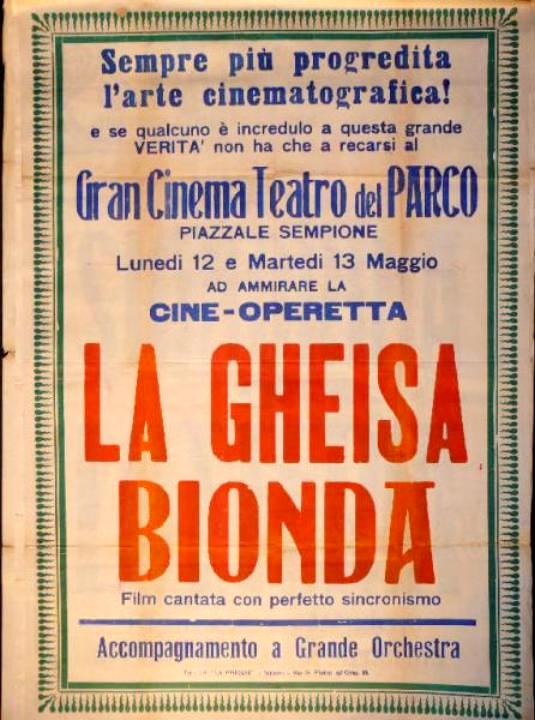 Sempre più progredita
l'arte cinematografica!
e se qualcuno è incredulo a questa grande
VERITA' non ha che a recarsi al
Gran Cinema Teatro del PARCO
PIAZZALE SEMPIONE
Lunedi 12 e Martedi 13 Maggio
AD AMMIRARE LA
CINE-OPERETTA
LA GHEISA
BIONDA
Film cantata con perfetto sincronismo
Accompagnamento a Grande Orchestra